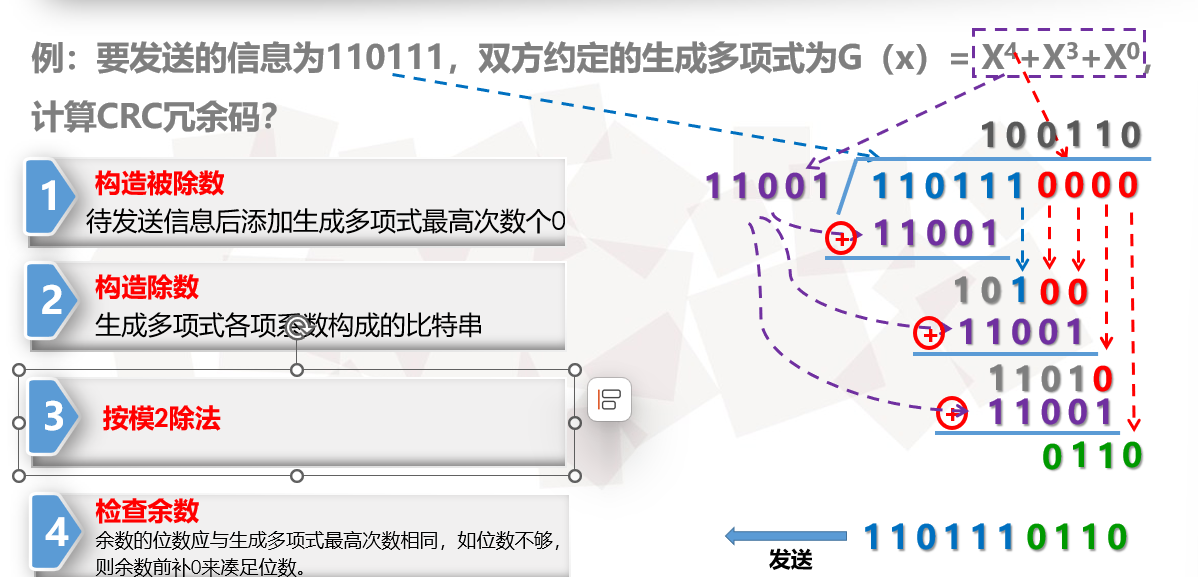 例：要发送的信息为110111，双方约定的生成多项式为G（x）= X⁴+X³+X⁰,
计算CRC冗余码?
1
构造被除数
待发送信息后添加生成多项式最高次数个0
2
构造除数
生成多项式各项系数构成的比特串
3
按模2除法
4
检查余数
余数的位数应与生成多项式最高次数相同，如位数不够，
则余数前补0来凑足位数。
100110
11001 1101110000
+ 11001
10100
+ 11001
11010
+ 11001
0110
1101110110
发送